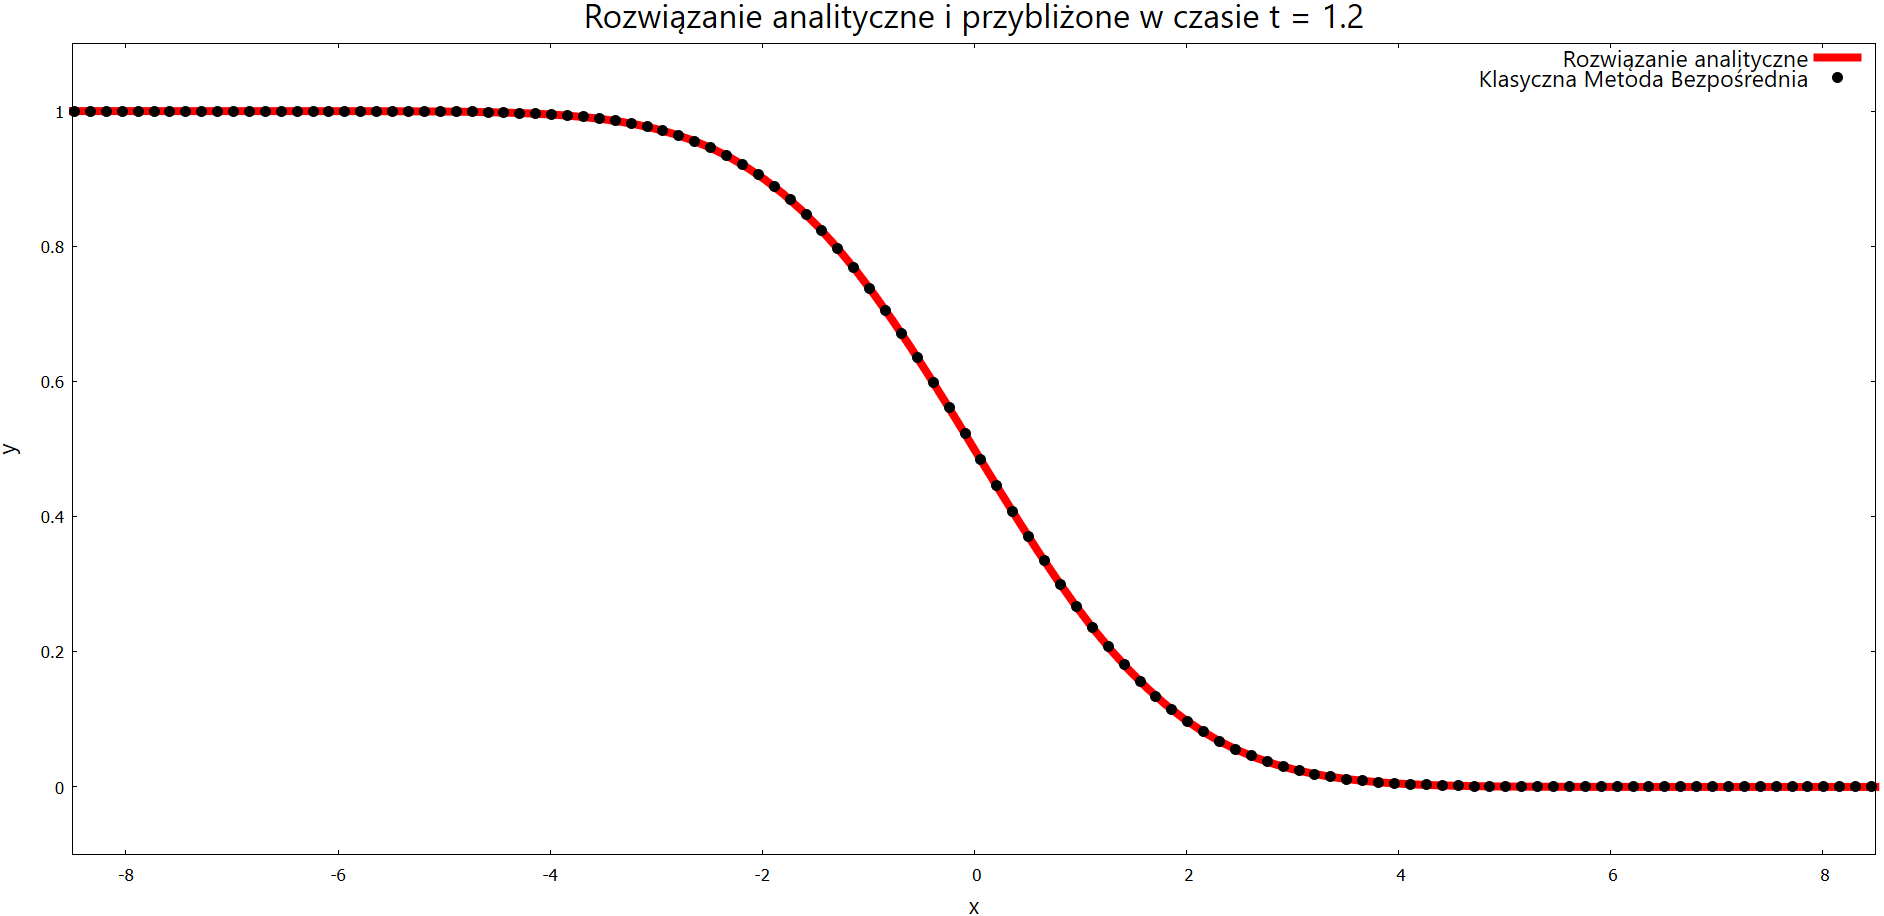 Rozwiązanie analityczne i przybliżone w czasie t = 1.2
Rozwiązanie analityczne
Klasyczna Metoda Bezpośrednia
1
0.8
0.6
0.4
0.2
0
y
-8 -6 -4 -2 0 2 4 6 8
x